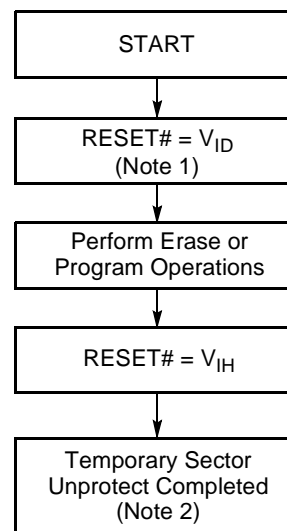 START
RESET# = VID
(Note 1)
Perform Erase or
Program Operations
RESET# = VIH
Temporary Sector
Unprotect Completed
(Note 2)